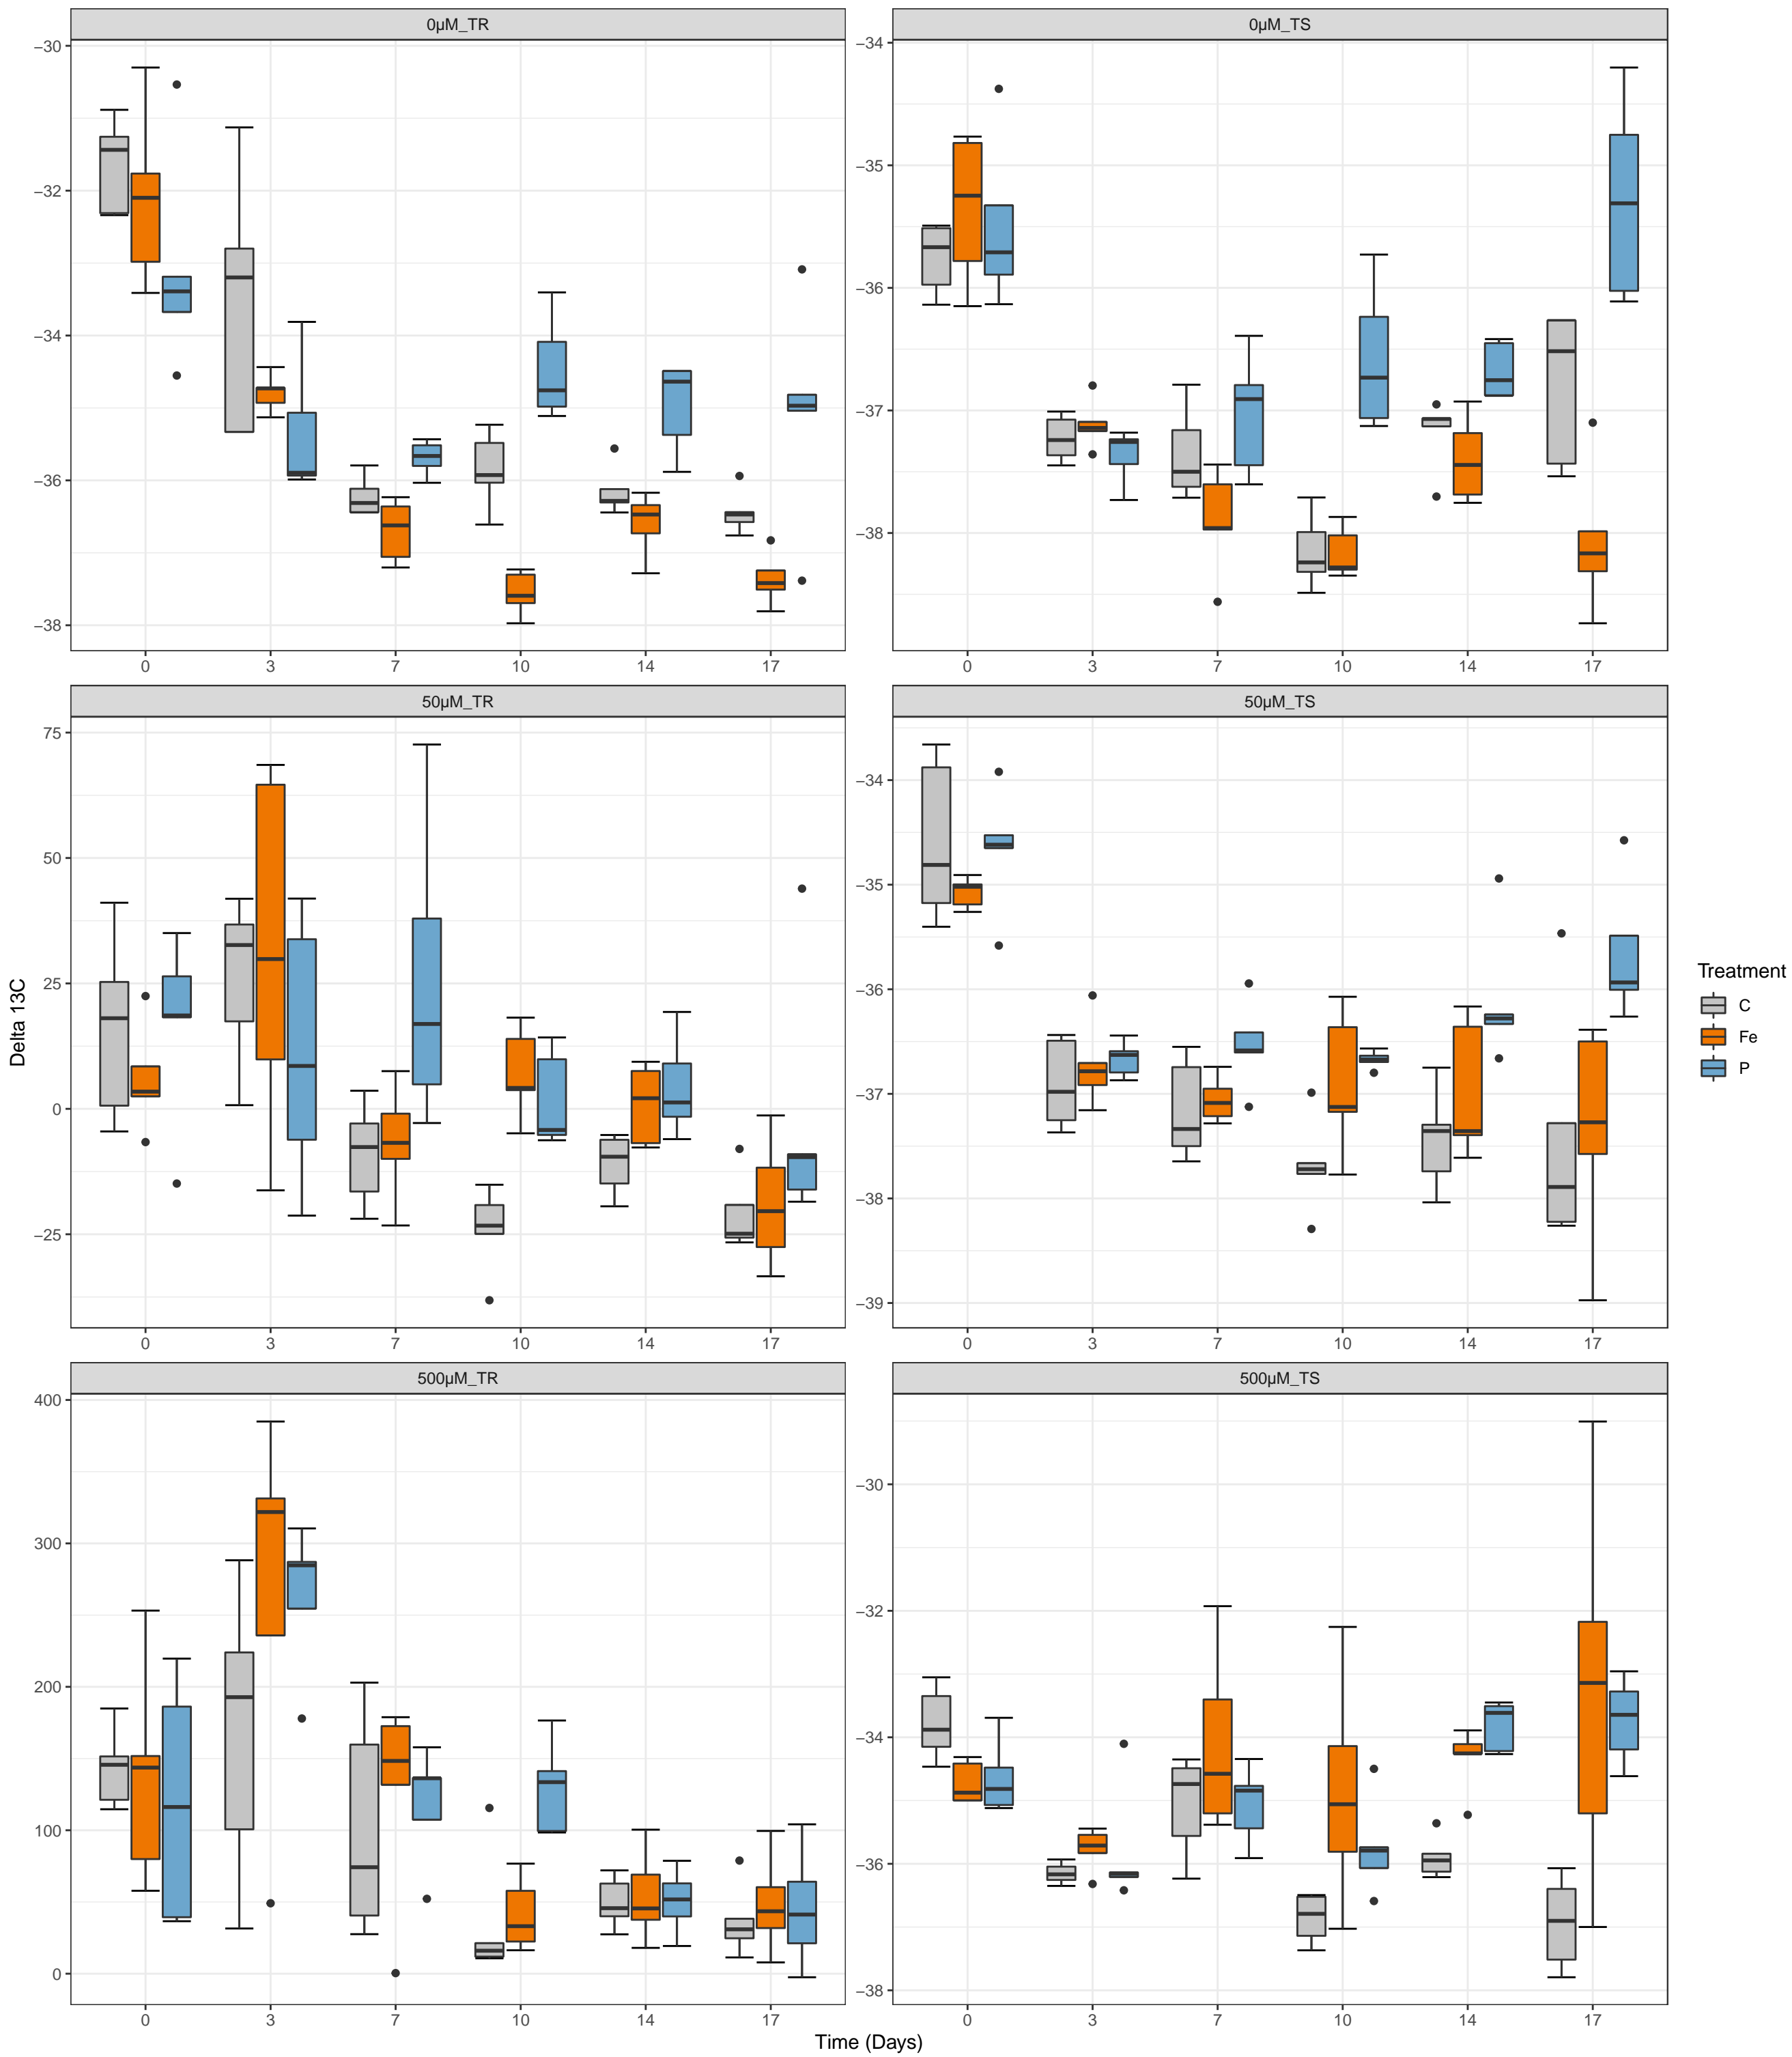 0µM_TR
0µM_TS
−30
−32
−34
−36
−38
−34
−35
−36
−37
−38
0 3 7 10 14 17
0 3 7 10 14 17
50µM_TR
50µM_TS
75
50
25
0
−25
−34
−35
−36
−37
−38
−39
0 3 7 10 14 17
0 3 7 10 14 17
500µM_TR
500µM_TS
400
300
200
100
0
−30
−32
−34
−36
−38
0 3 7 10 14 17
0 3 7 10 14 17
Delta 13C
Time (Days)
Treatment
C
Fe
P